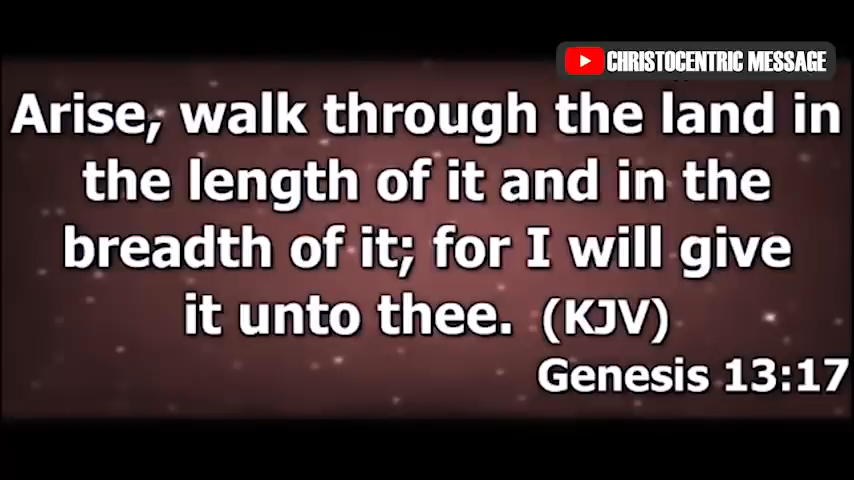 CHRISTOCENTRIC MESSAGE
Arise, walk through the land in
the length of it and in the
breadth of it; for I will give
it unto thee. (KJV)
Genesis 13:17